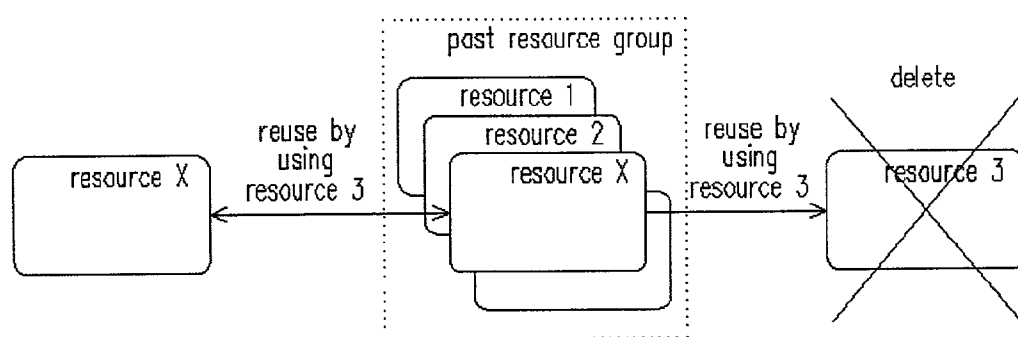 past resource group
delete
resource 1
reuse by
using
resource 3
resource 2
reuse by
using
resource 3
resource X
resource X
resource 3